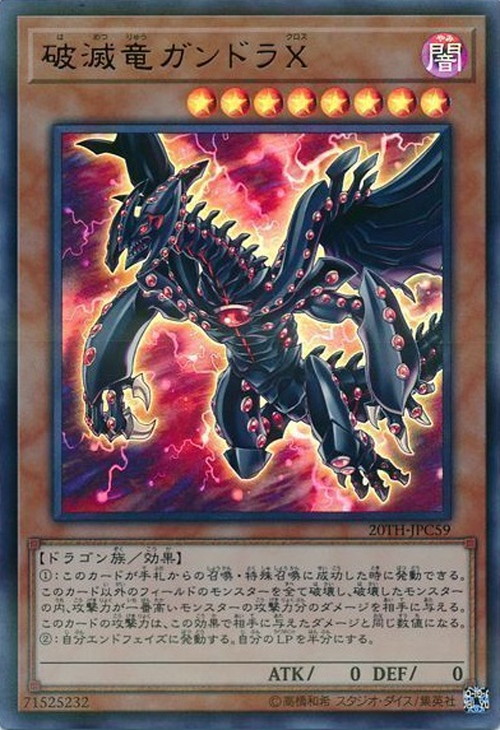 破滅竜ガンドラX
は めつ りゅう
クロス
闇
やみ
20TH-JPC59
【ドラゴン族/効果】
①:このカードが手札からの召喚・特殊召喚に成功した時に発動できる。
このカード以外のフィールドのモンスターを全て破壊し、破壊したモンスター
の内、攻撃力が一番高いモンスターの攻撃力分のダメージを相手に与える。
このカードの攻撃力は、この効果で相手に与えたダメージと同じ数値になる。
②:自分エンドフェイズに発動する。自分のLPを半分にする。
ATK/ 0 DEF/ 0
71525232
©高橋和希 スタジオ・ダイス/集英社